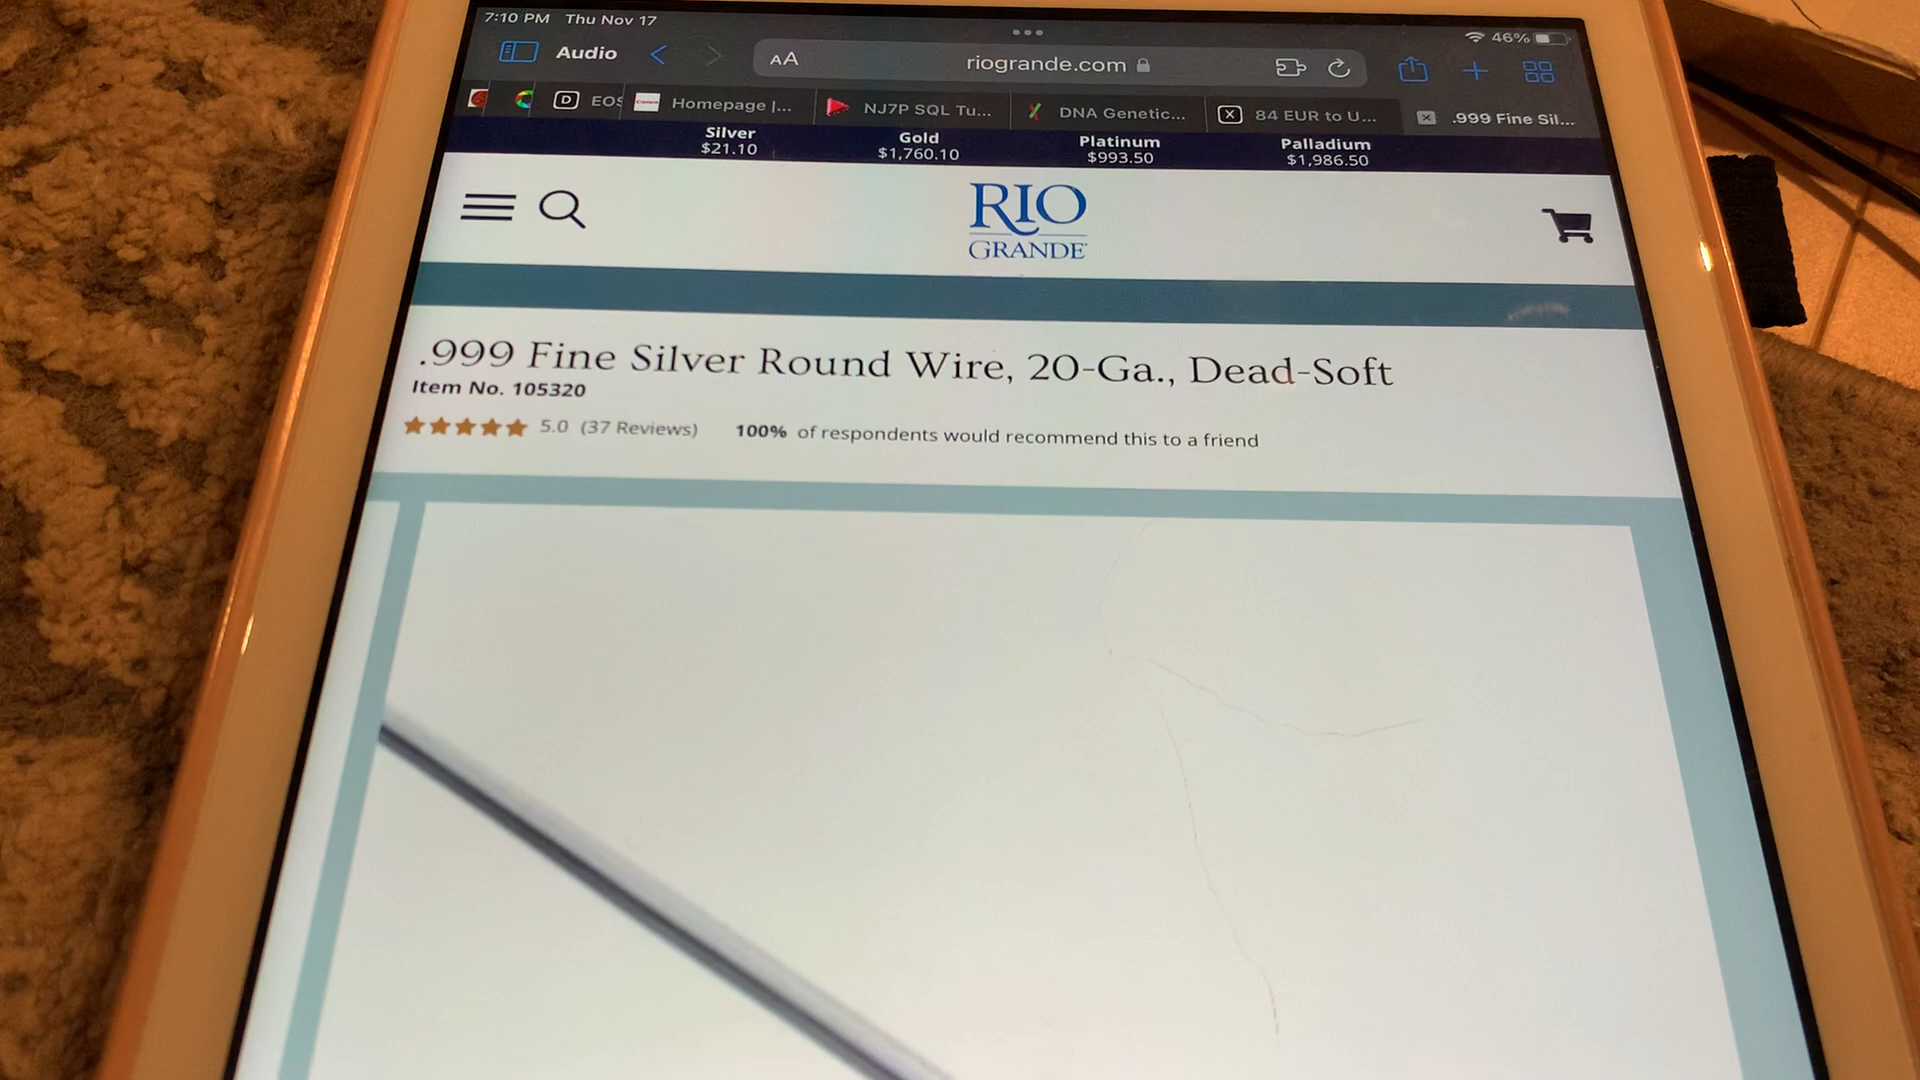 7:10 PM Thu Nov 17
46%
Audio
AA
riogrande.com
EOS
Homepage |...
NJ7P SQL Tu...
DNA Genetic...
84 EUR to U...
.999 Fine Sil...
Silver Gold Platinum Palladium
$21.10 $1,760.10 $993.50 $1,986.50
RIO
GRANDE
.999 Fine Silver Round Wire, 20-Ga., Dead-Soft
Item No. 105320
5.0 (37 Reviews) 100% of respondents would recommend this to a friend